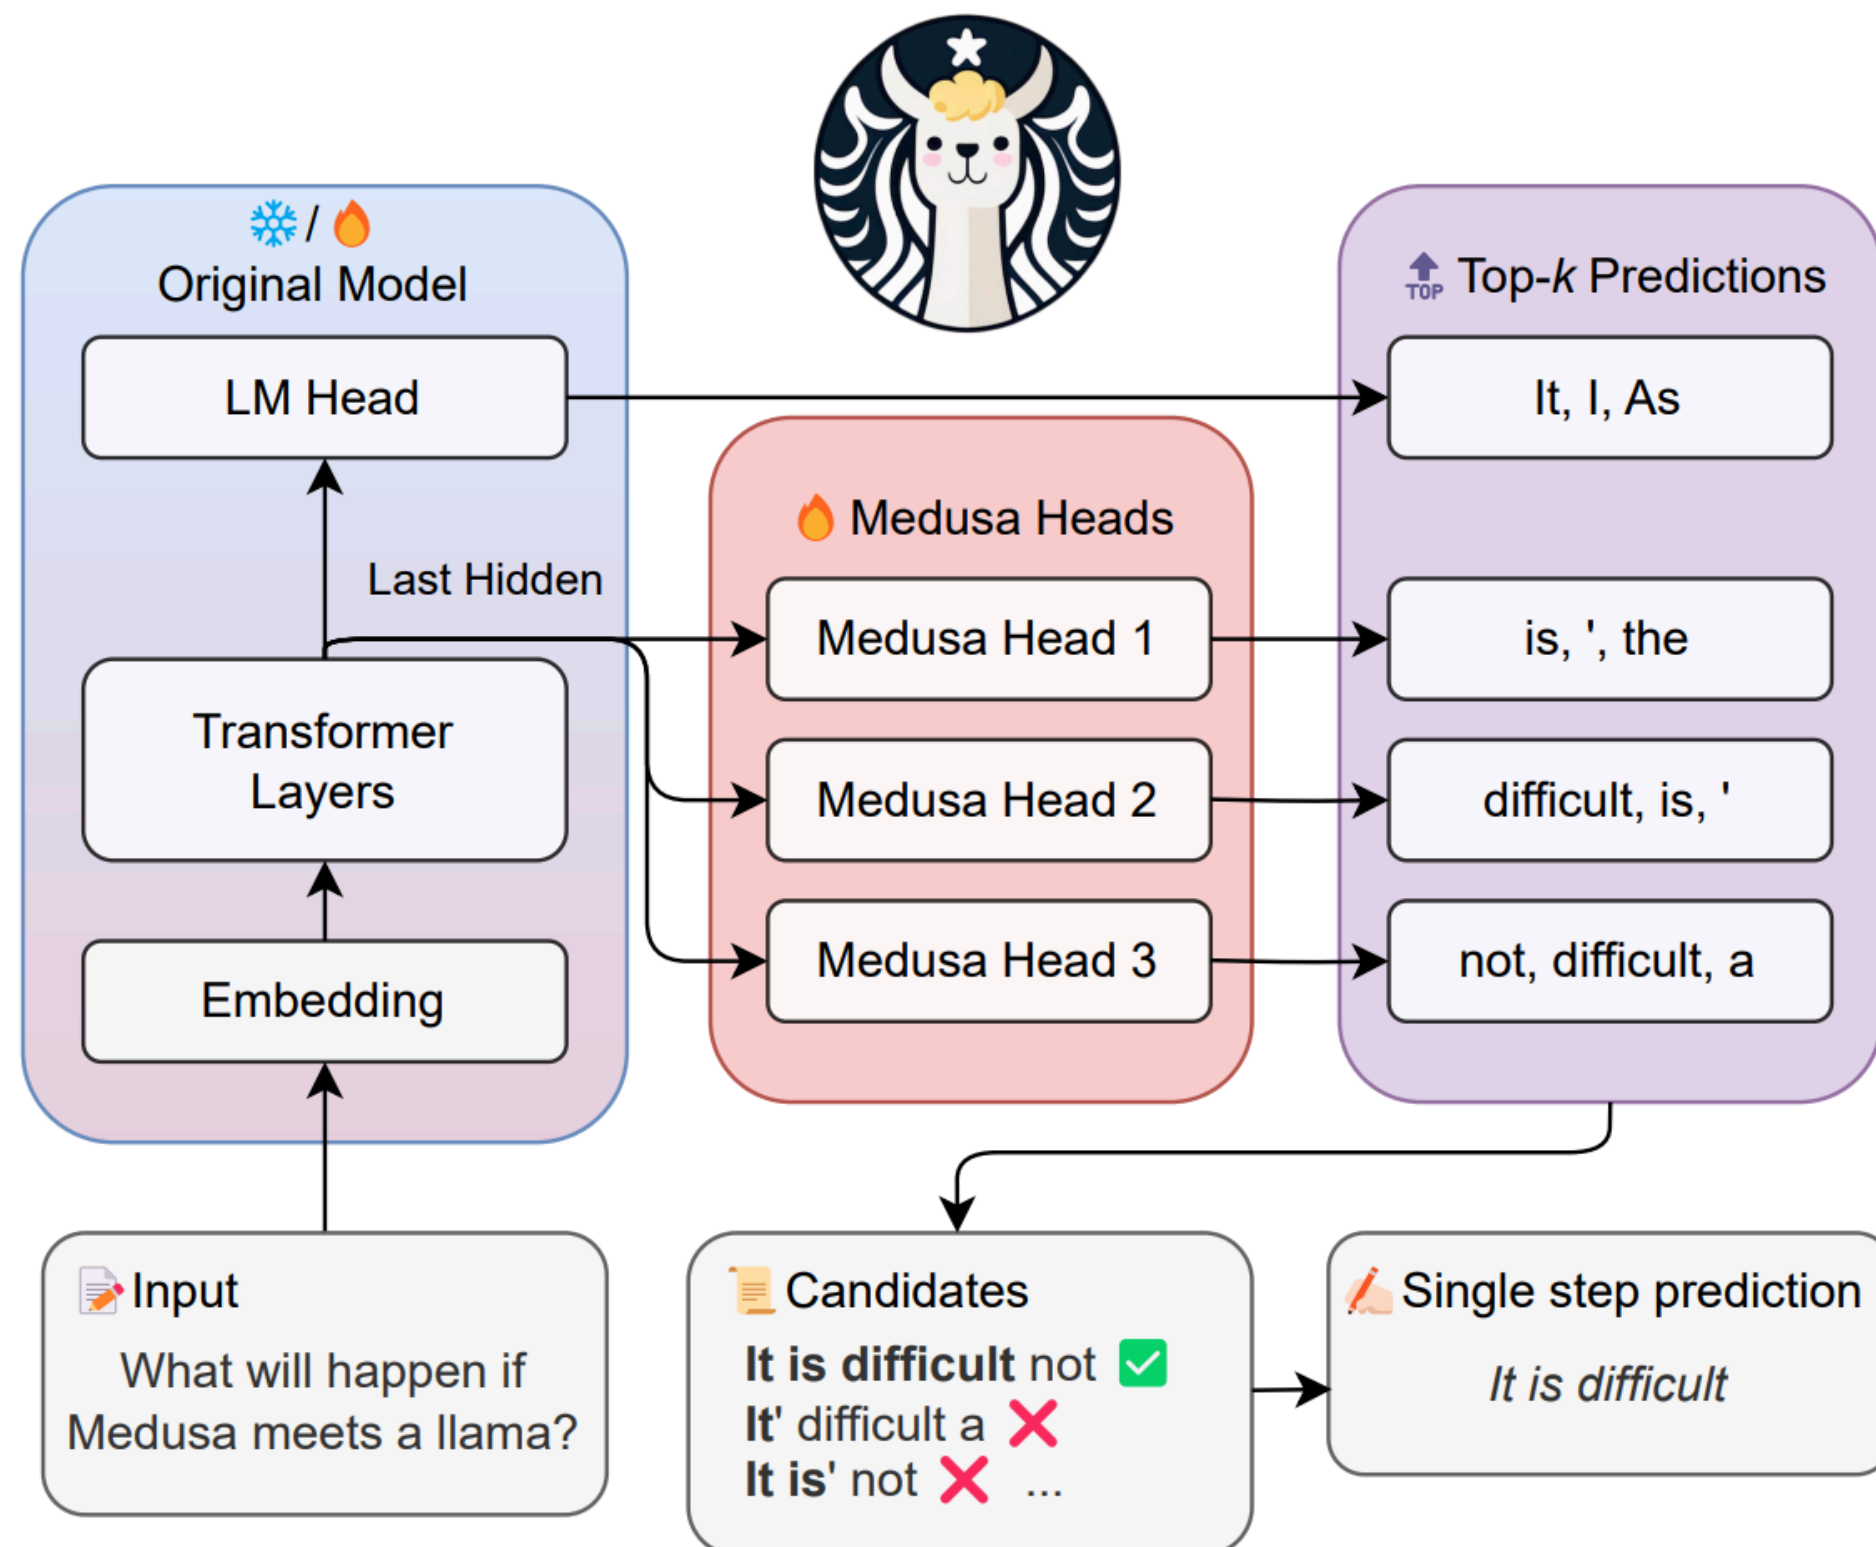 /
Original Model
LM Head
Last Hidden
Transformer
Layers
Embedding
Input
What will happen if
Medusa meets a llama?
Medusa Heads
Medusa Head 1
Medusa Head 2
Medusa Head 3
TOP
Top-k Predictions
It, I, As
is, ', the
difficult, is, '
not, difficult, a
Candidates
It is difficult not
It' difficult a
It is' not ...
Single step prediction
It is difficult